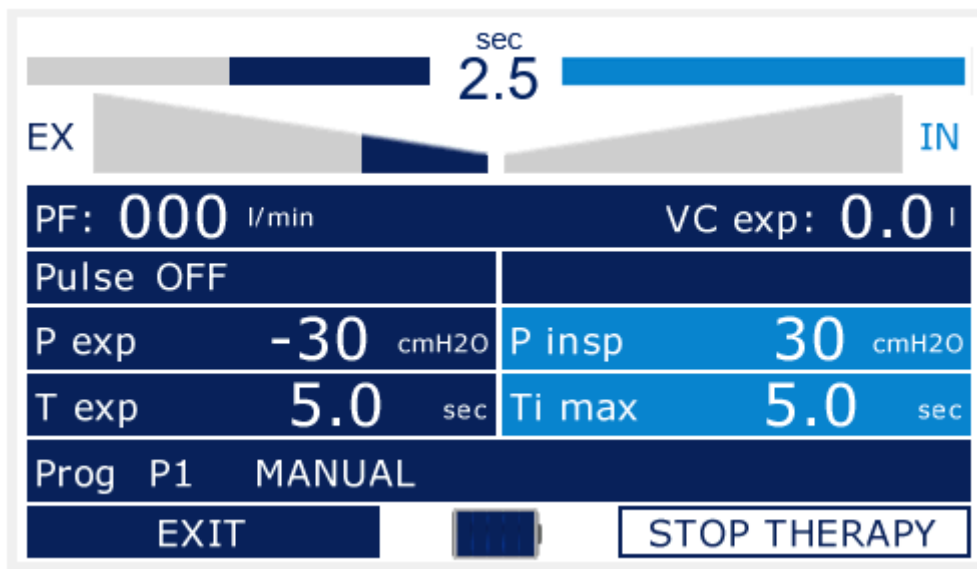 sec
2.5
EX IN
PF: 000 l/min VC exp: 0.0 l
Pulse OFF
P exp -30 cmH2O P insp 30 cmH2O
T exp 5.0 sec Ti max 5.0 sec
Prog P1 MANUAL
EXIT STOP THERAPY